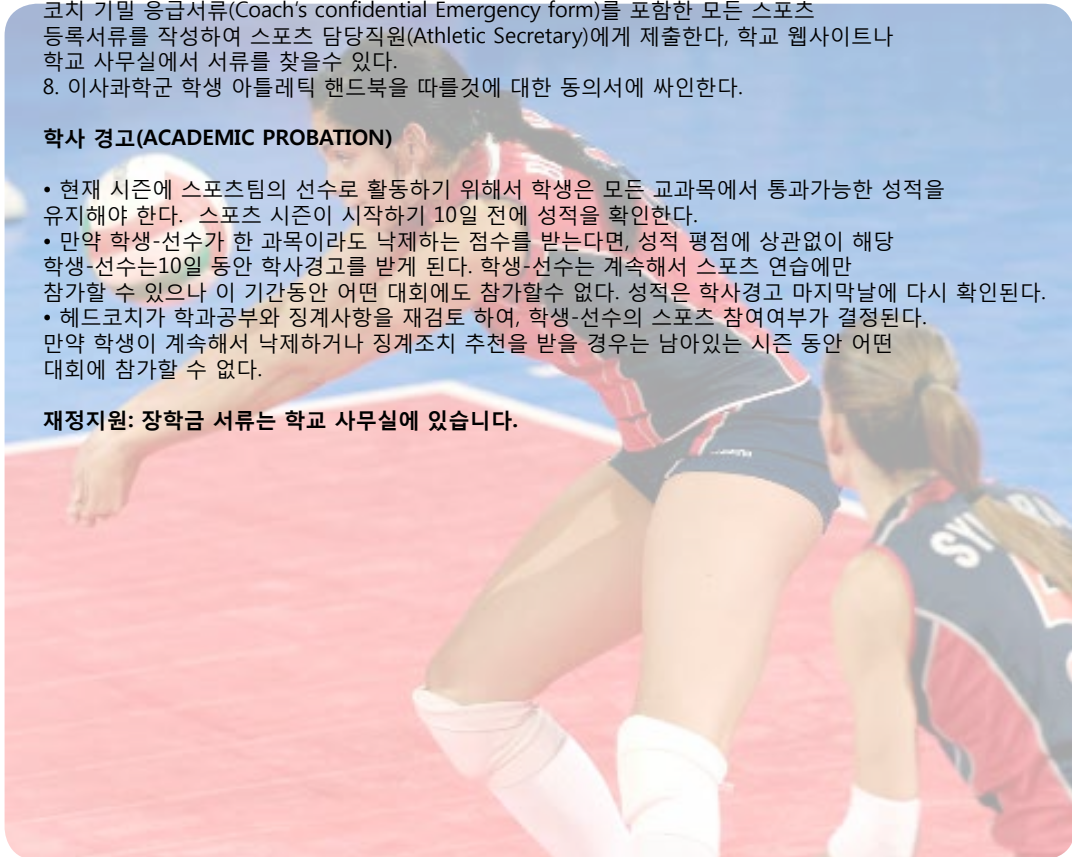 코치 기밀 응급서류(Coach's confidential Emergency form)를 포함한 모든 스포츠
등록서류를 작성하여 스포츠 담당직원(Athletic Secretary)에게 제출한다, 학교 웹사이트나
학교 사무실에서 서류를 찾을수 있다.
8. 이사콰학군 학생 아틀레틱 핸드북을 따를것에 대한 동의서에 싸인한다.
학사 경고(ACADEMIC PROBATION)
• 현재 시즌에 스포츠팀의 선수로 활동하기 위해서 학생은 모든 교과목에서 통과가능한 성적을
유지해야 한다. 스포츠 시즌이 시작하기 10일 전에 성적을 확인한다.
• 만약 학생-선수가 한 과목이라도 낙제하는 점수를 받는다면, 성적 평점에 상관없이 해당
학생-선수는10일 동안 학사경고를 받게 된다. 학생-선수는 계속해서 스포츠 연습에만
참가할 수 있으나 이 기간동안 어떤 대회에도 참가할수 없다. 성적은 학사경고 마지막날에 다시 확인된다.
• 헤드코치가 학과공부와 징계사항을 재검토 하여, 학생-선수의 스포츠 참여여부가 결정된다.
만약 학생이 계속해서 낙제하거나 징계조치 추천을 받을 경우는 남아있는 시즌 동안 어떤
대회에 참가할 수 없다.
재정지원: 장학금 서류는 학교 사무실에 있습니다.